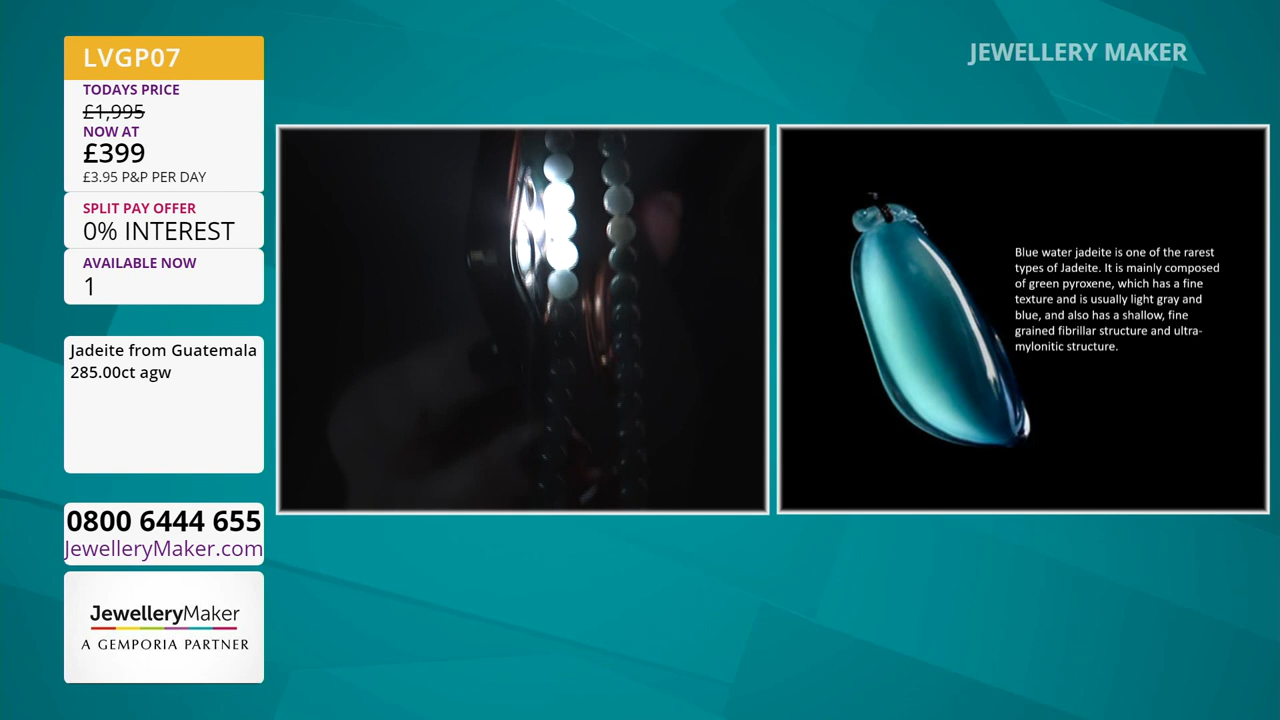 LVGP07
TODAYS PRICE
£1,995
NOW AT
£399
£3.95 P&P PER DAY
SPLIT PAY OFFER
0% INTEREST
AVAILABLE NOW
1
Jadeite from Guatemala
285.00ct agw
0800 6444 655
JewelleryMaker.com
JewelleryMaker
A GEMPORIA PARTNER
JEWELLERY MAKER
Blue water jadeite is one of the rarest
types of Jadeite. It is mainly composed
of green pyroxene, which has a fine
texture and is usually light gray and
blue, and also has a shallow, fine
grained fibrillar structure and ultra-
mylonitic structure.